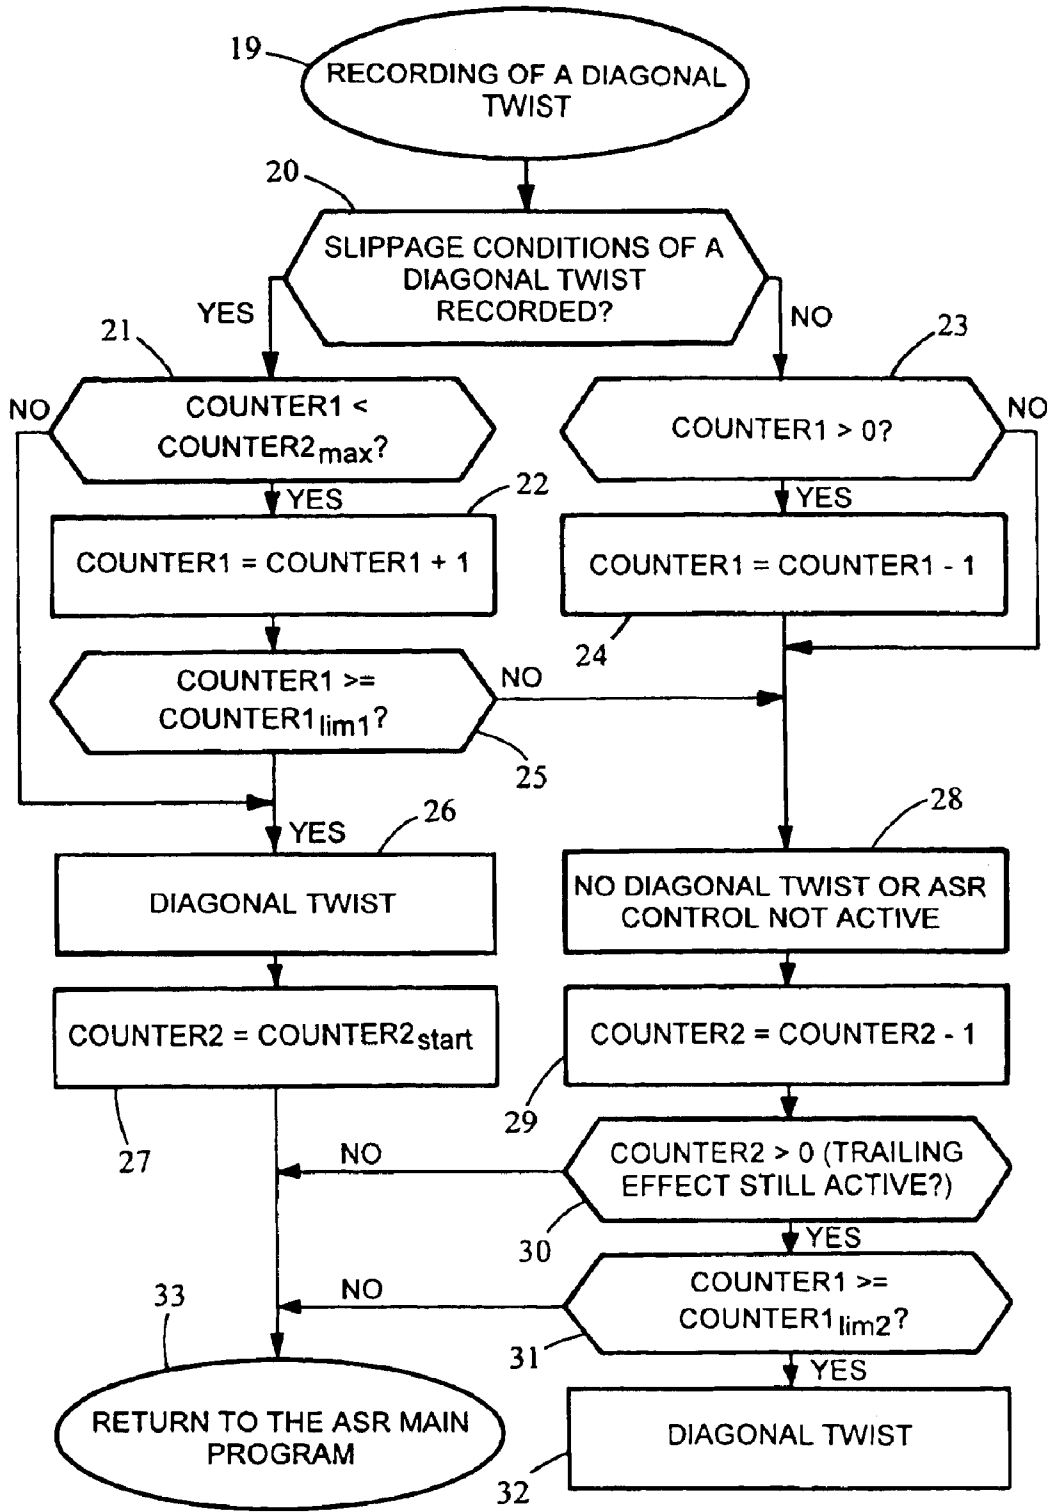 19
RECORDING OF A DIAGONAL
TWIST
20
SLIPPAGE CONDITIONS OF A
DIAGONAL TWIST
RECORDED?
YES
NO
21
23
NO
COUNTER1 <
COUNTER2max?
COUNTER1 > 0?
NO
YES
22
YES
COUNTER1 = COUNTER1 + 1
COUNTER1 = COUNTER1 - 1
24
COUNTER1 >=
COUNTER1lim1?
NO
25
YES
26
28
DIAGONAL TWIST
NO DIAGONAL TWIST OR ASR
CONTROL NOT ACTIVE
COUNTER2 = COUNTER2start
COUNTER2 = COUNTER2 - 1
27
29
NO
COUNTER2 > 0 (TRAILING
EFFECT STILL ACTIVE?)
30
YES
33
NO
COUNTER1 >=
COUNTER1lim2?
31
YES
RETURN TO THE ASR MAIN
PROGRAM
DIAGONAL TWIST
32